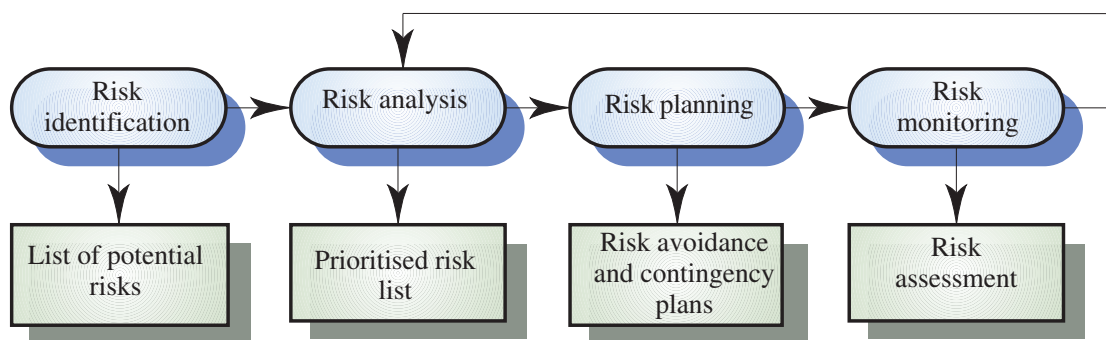 Risk
identification
Risk analysis
Risk planning
Risk
monitoring
List of potential
risks
Prioritised risk
list
Risk avoidance
and contingency
plans
Risk
assessment